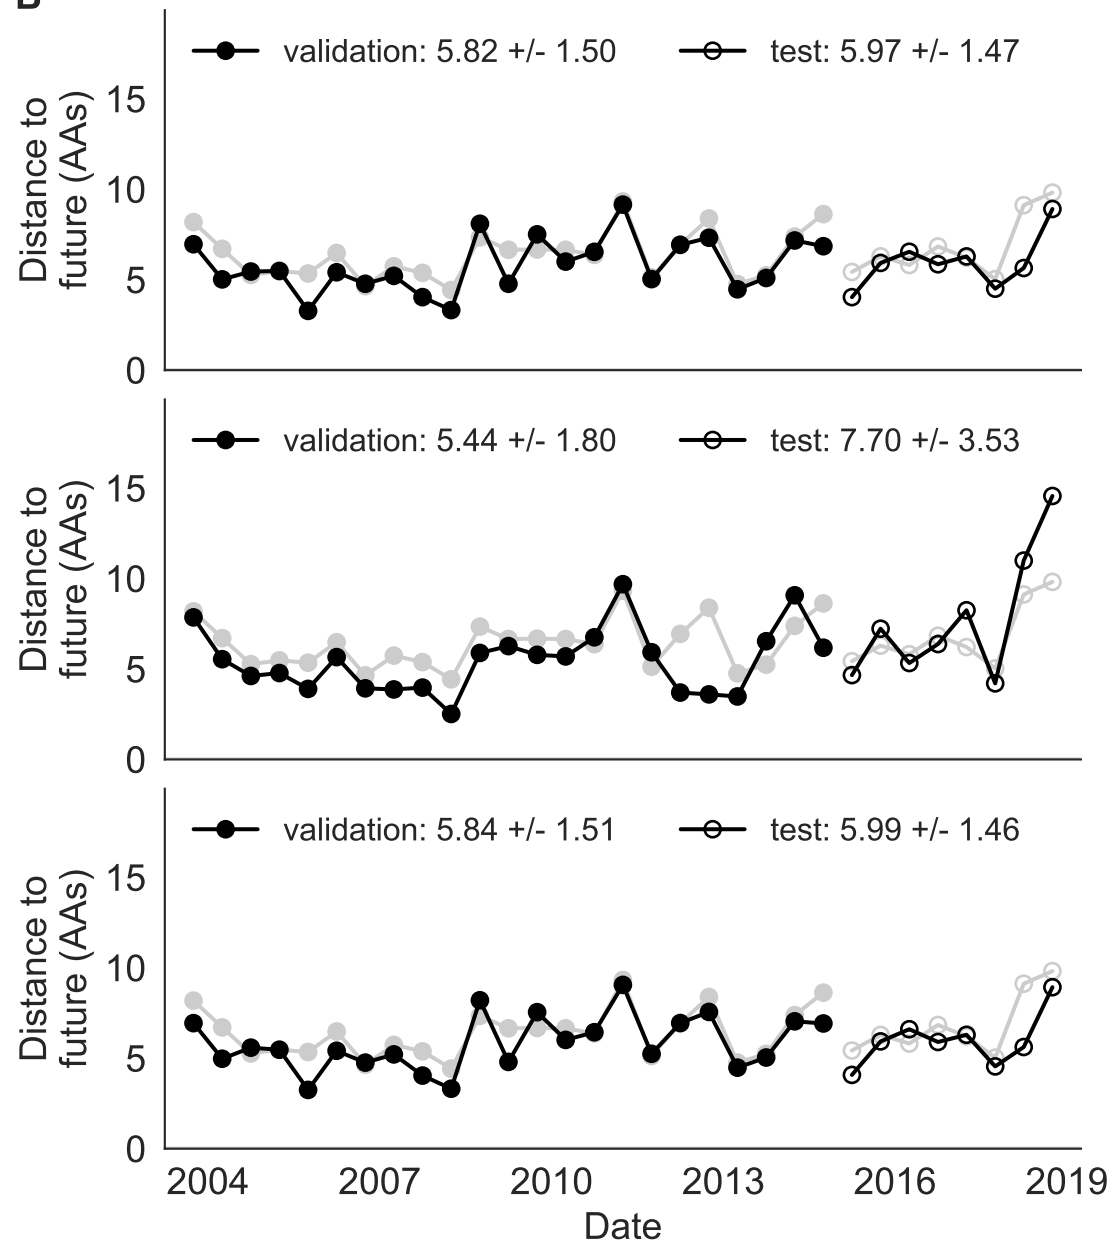 B
validation: 5.82 +/- 1.50 test: 5.97 +/- 1.47
Distance to
future (AAs)
15
10
5
0
validation: 5.44 +/- 1.80 test: 7.70 +/- 3.53
Distance to
future (AAs)
15
10
5
0
validation: 5.84 +/- 1.51 test: 5.99 +/- 1.46
Distance to
future (AAs)
15
10
5
0
2004 2007 2010 2013 2016 2019
Date